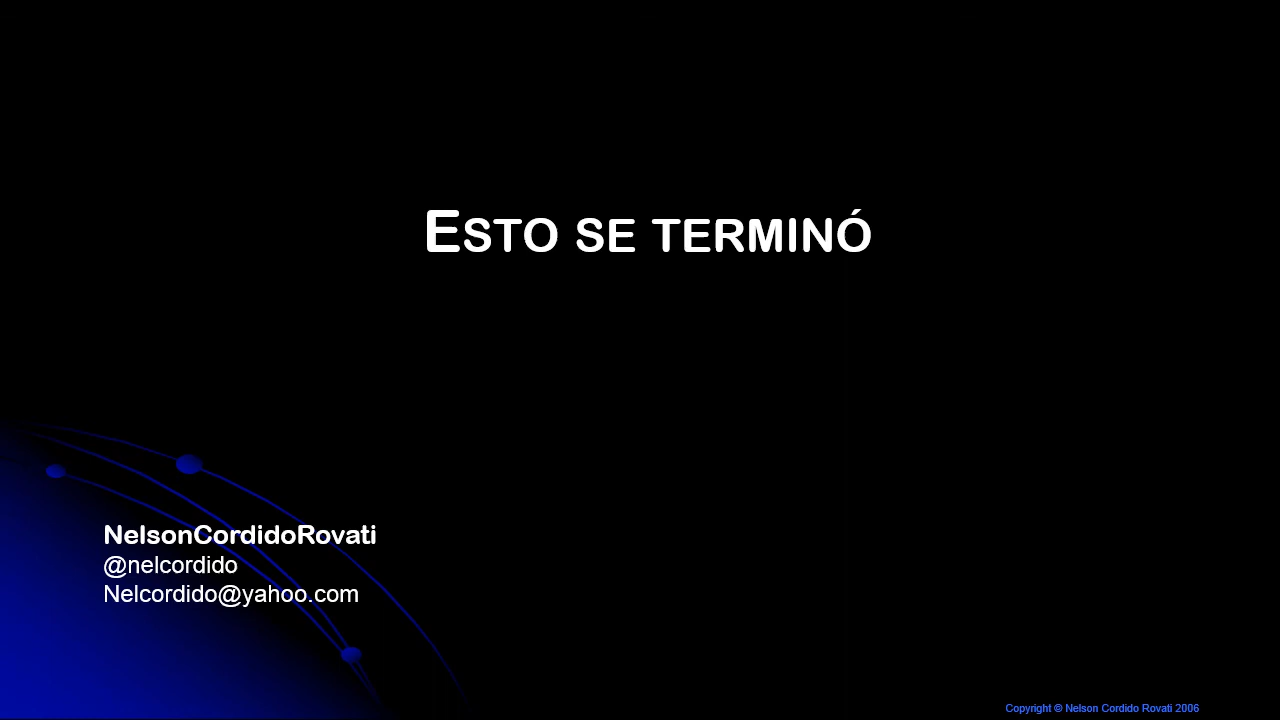 ESTO SE TERMINÓ
NelsonCordidoRovati
@nelcordido
Nelcordido@yahoo.com
Copyright © Nelson Cordido Rovati 2006